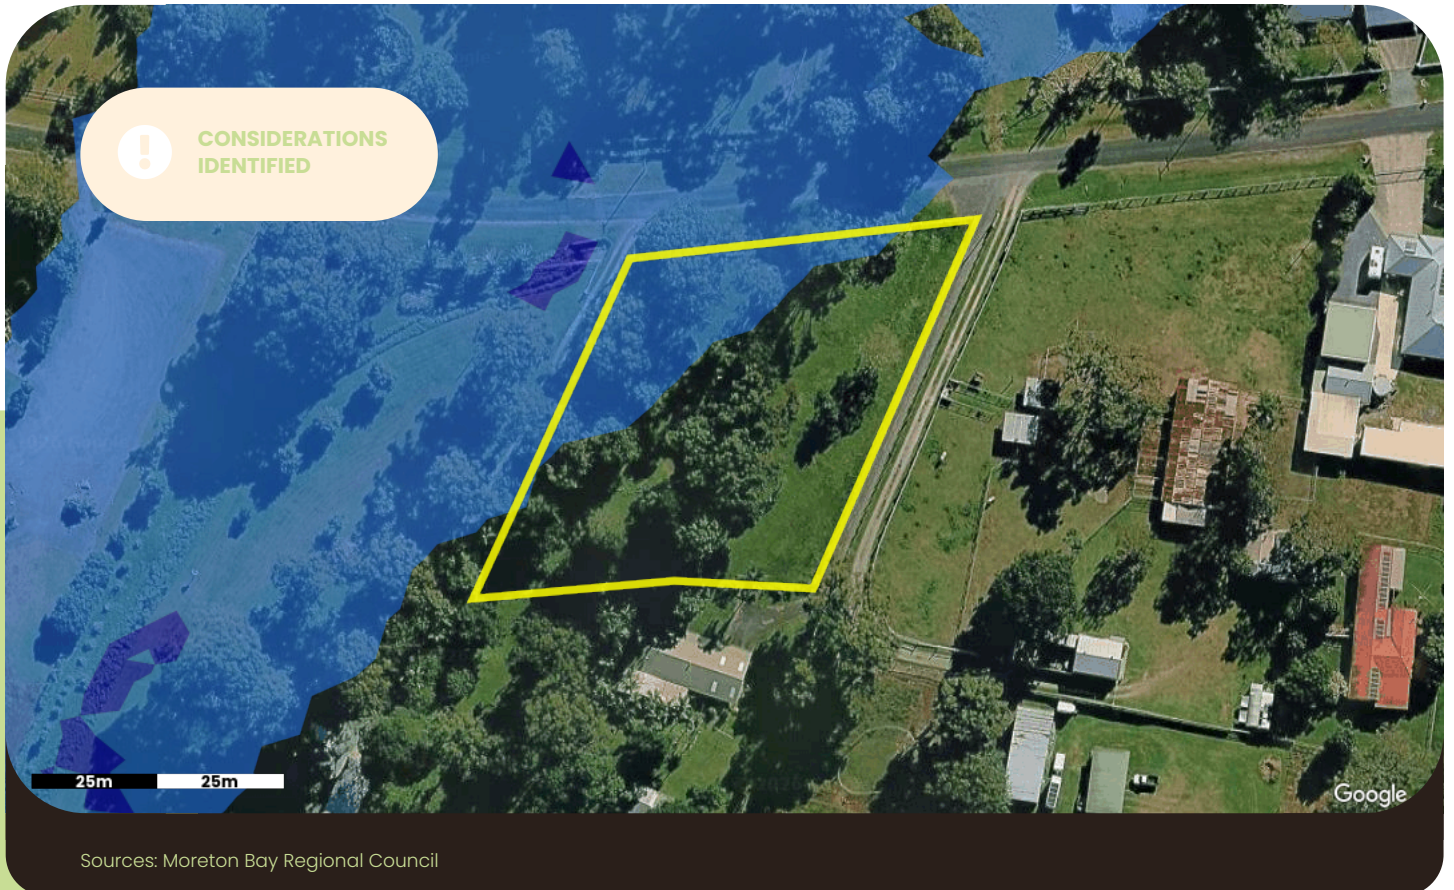 CONSIDERATIONS
IDENTIFIED
25m 25m
Google
Sources: Moreton Bay Regional Council